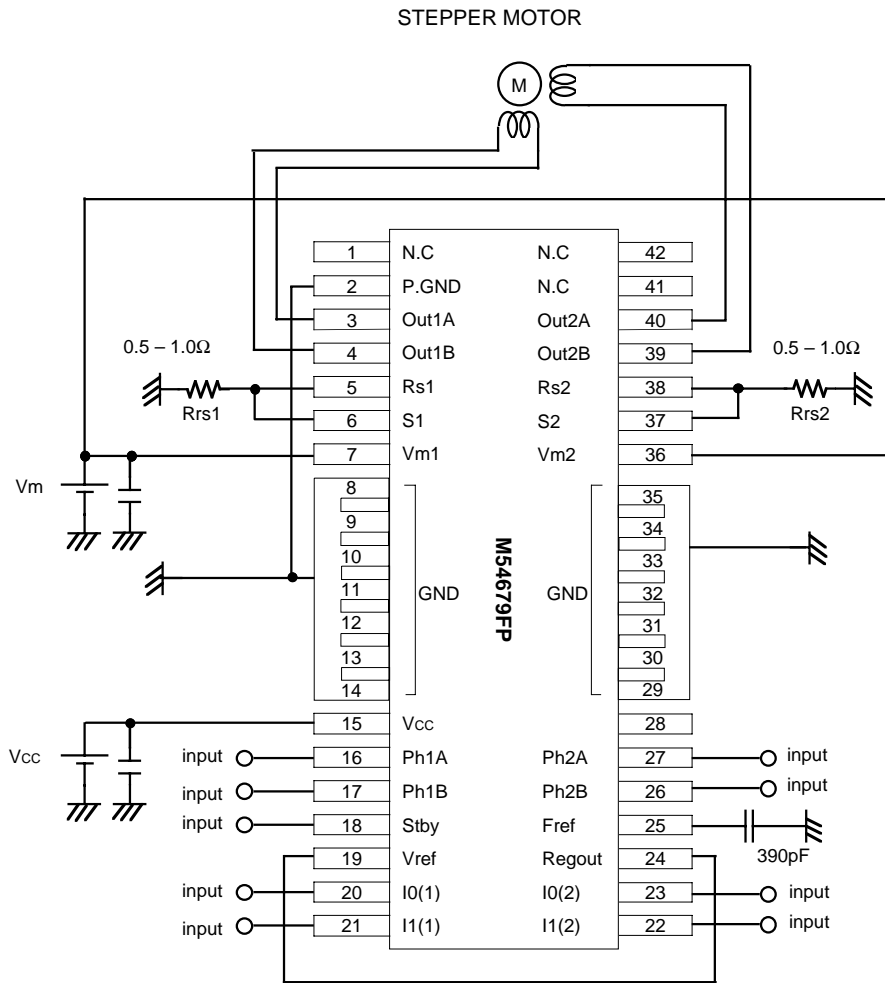 STEPPER MOTOR
M
1 N.C N.C 42
2 P.GND N.C 41
3 Out1A Out2A 40
0.5 – 1.0Ω 4 Out1B Out2B 39 0.5 – 1.0Ω
5 Rs1 Rs2 38
Rrs1 6 S1 S2 37 Rrs2
7 Vm1 Vm2 36
Vm
8 35
9 34
10 33
11 GND M54679FP GND 32
12 31
13 30
14 29
15 Vcc 28
Vcc
input 16 Ph1A Ph2A 27 input
input 17 Ph1B Ph2B 26 input
input 18 Stby Fref 25
390pF
19 Vref Regout 24
input 20 I0(1) I0(2) 23 input
input 21 I1(1) I1(2) 22 input